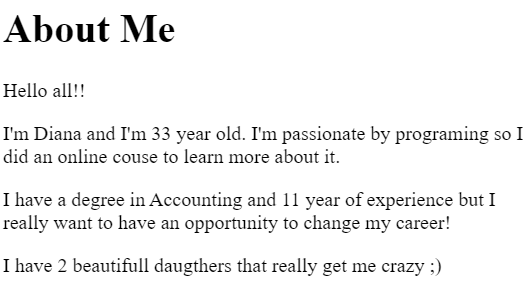 About Me
Hello all!!
I'm Diana and I'm 33 year old. I'm passionate by programing so I
did an online couse to learn more about it.
I have a degree in Accounting and 11 year of experience but I
really want to have an opportunity to change my career!
I have 2 beautifull daugthers that really get me crazy ;)